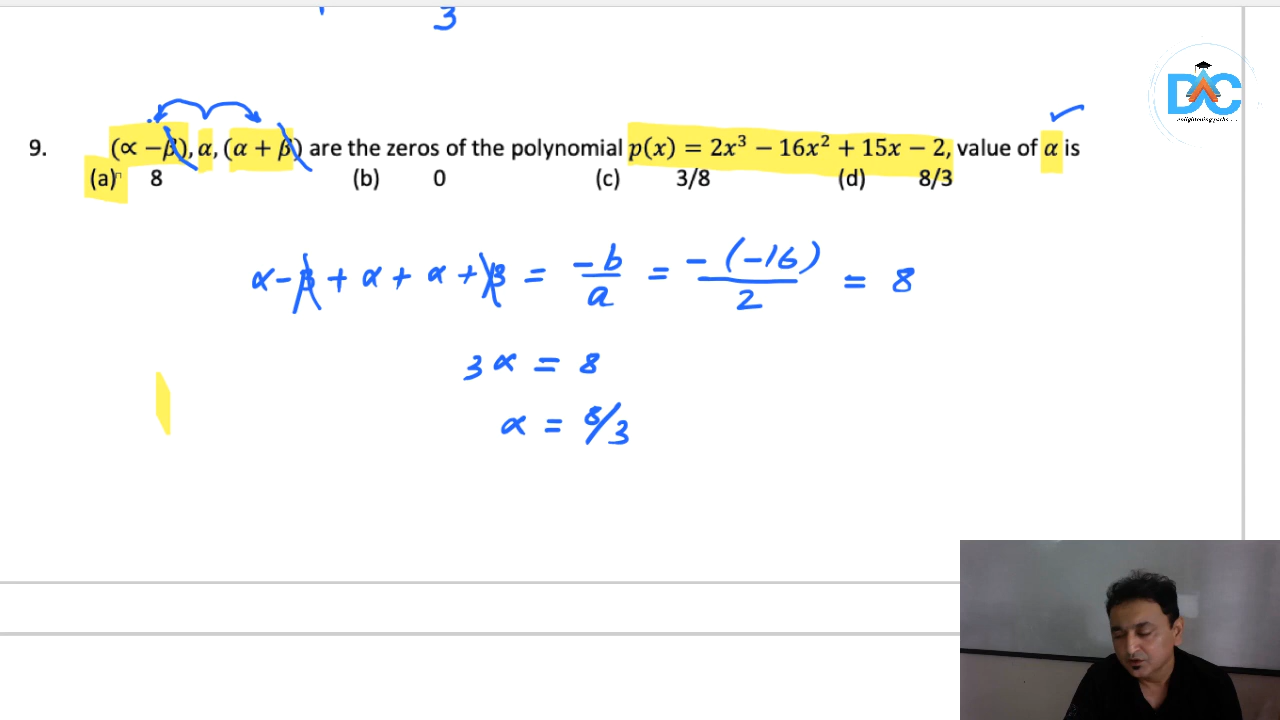 3
DAC
9. (∝ −β), α, (α + β) are the zeros of the polynomial p(x) = 2x³ − 16x² + 15x − 2, value of α is
(a) 8 (b) 0 (c) 3/8 (d) 8/3
α - β + α + α + β = -b/a = -(-16)/2 = 8
3α = 8
α = 8/3